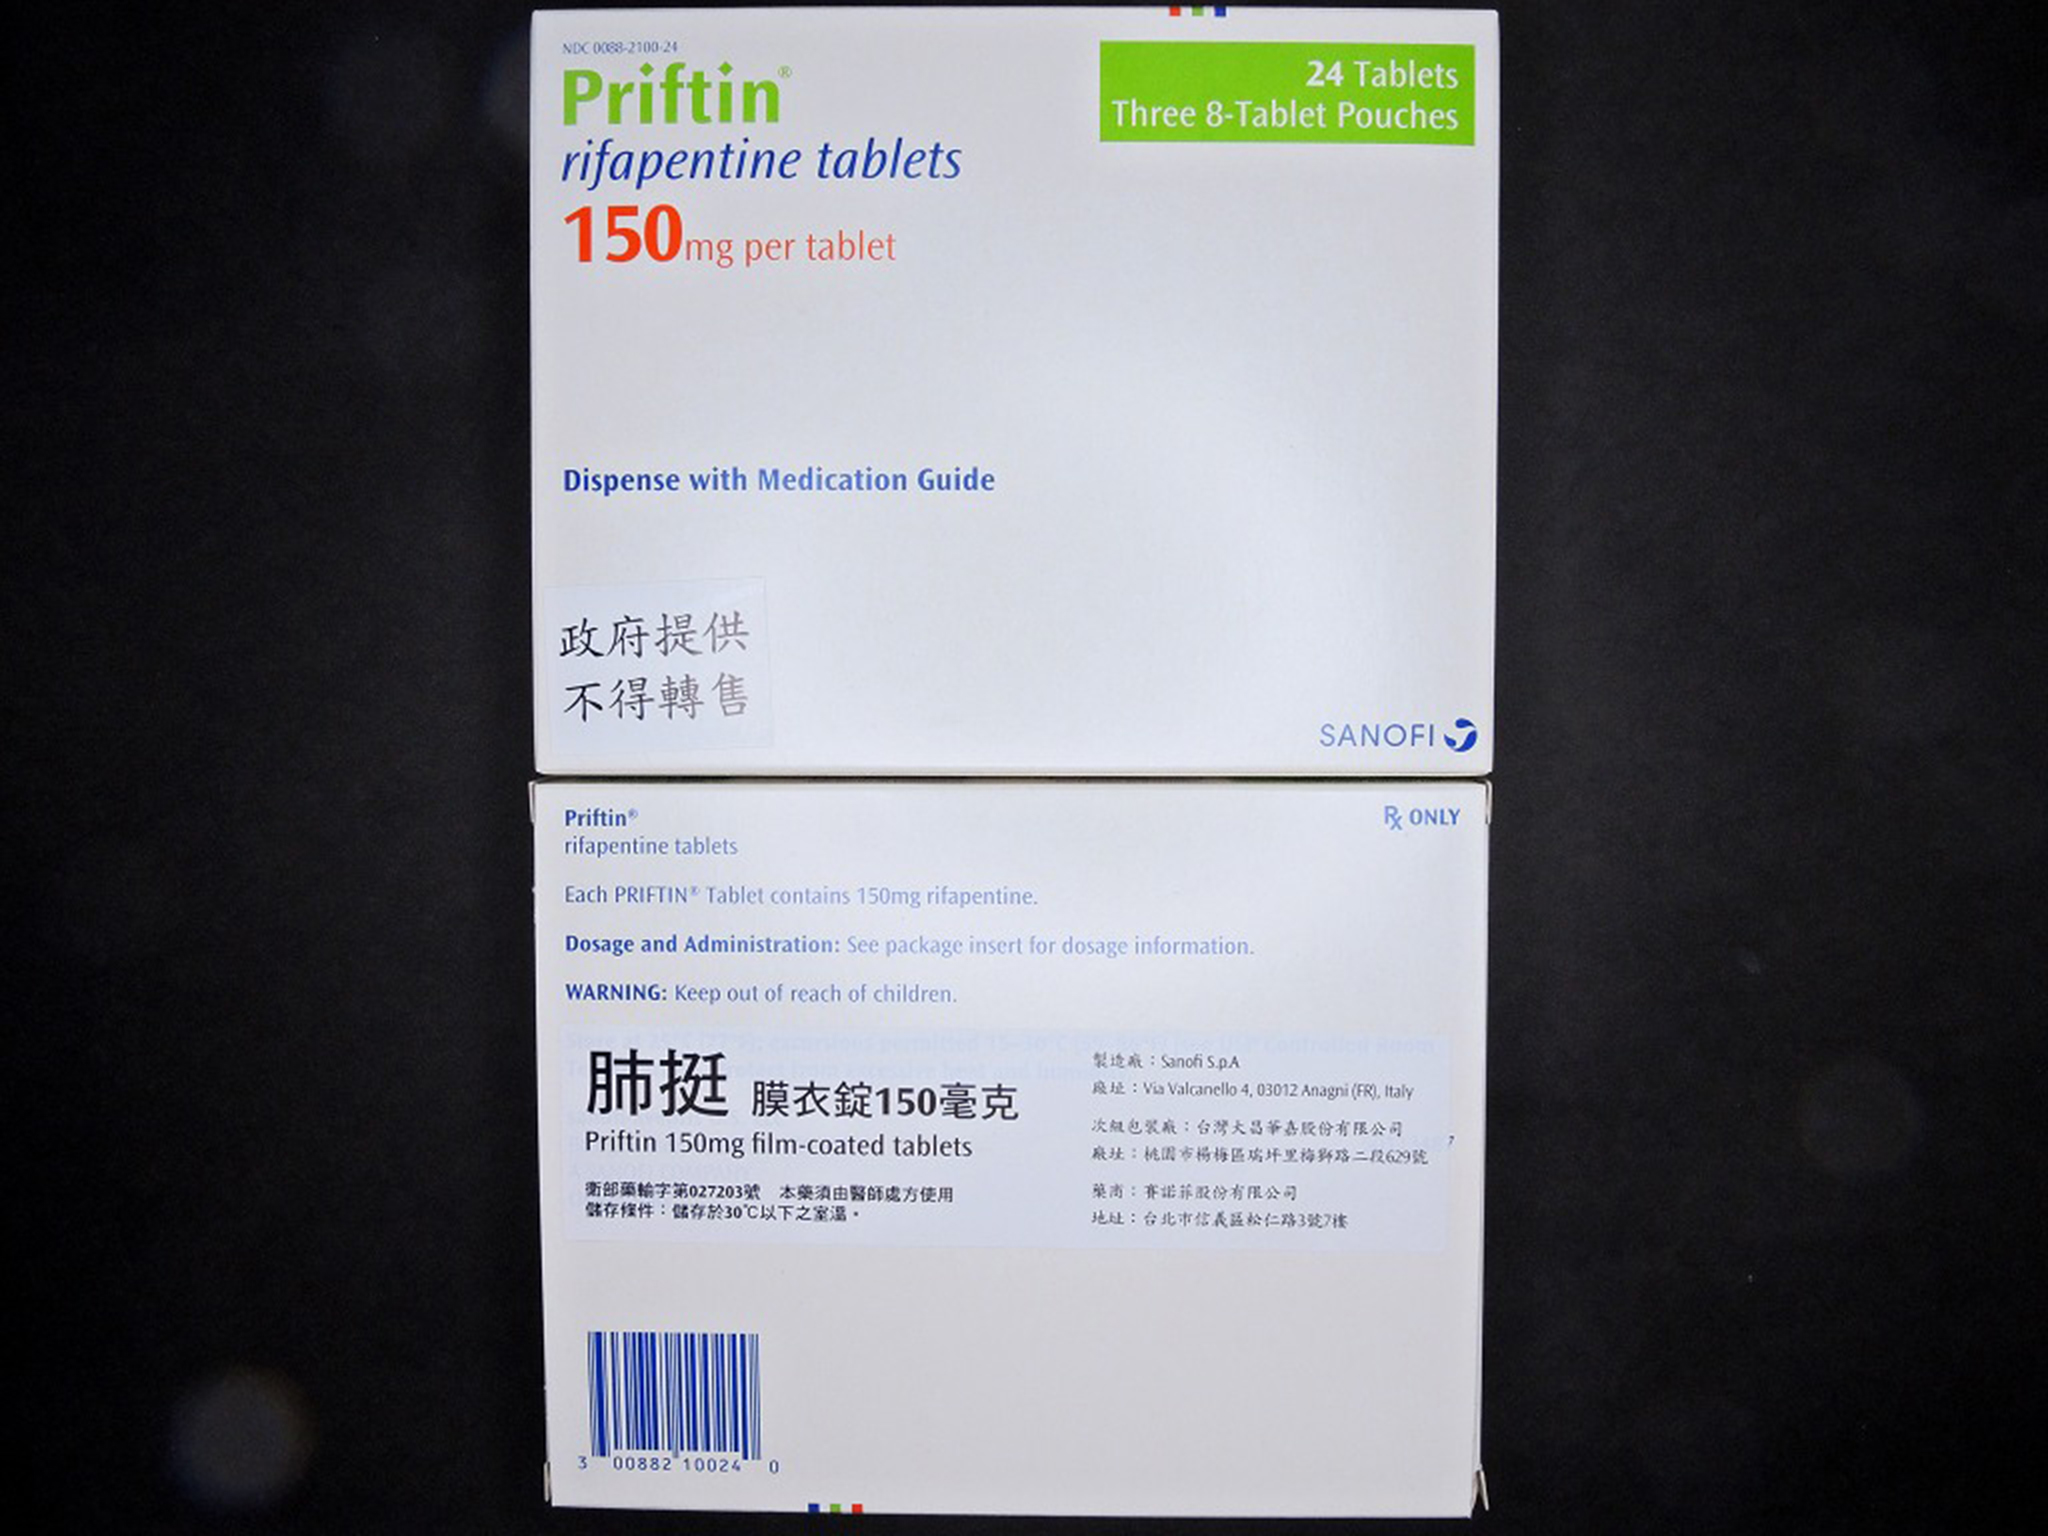 NDC 0088-2100-24
Priftin®
rifapentine tablets
150mg per tablet
24 Tablets
Three 8-Tablet Pouches
Dispense with Medication Guide
政府提供
不得轉售
SANOFI
Priftin®
rifapentine tablets
Rx ONLY
Each PRIFTIN® Tablet contains 150mg rifapentine.
Dosage and Administration: See package insert for dosage information.
WARNING: Keep out of reach of children.
肺挺 膜衣錠150毫克
Priftin 150mg film-coated tablets
衛部藥輸字第027203號 本藥須由醫師處方使用
儲存條件：儲存於30℃以下之室溫。
製造廠：Sanofi S.p.A
廠址：Via Valcanello 4, 03012 Anagni (FR), Italy
次級包裝廠：台灣大昌華嘉股份有限公司
廠址：桃園市楊梅區瑞坪里梅獅路二段629號
藥商：賽諾菲股份有限公司
地址：台北市信義區松仁路3號7樓
3 00882 10024 0